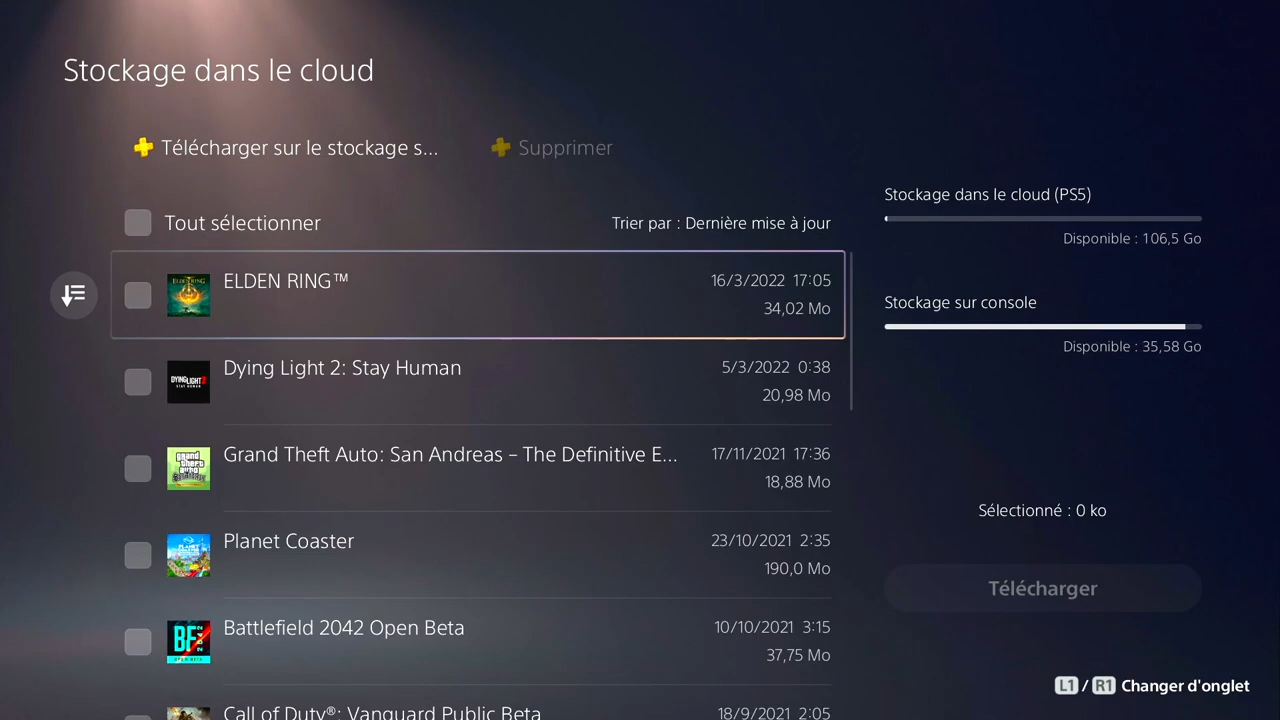 Stockage dans le cloud
Télécharger sur le stockage s...
Supprimer
Tout sélectionner
Trier par : Dernière mise à jour
ELDEN RING™
16/3/2022 17:05
34,02 Mo
Dying Light 2: Stay Human
5/3/2022 0:38
20,98 Mo
Grand Theft Auto: San Andreas – The Definitive E...
17/11/2021 17:36
18,88 Mo
Planet Coaster
23/10/2021 2:35
190,0 Mo
Battlefield 2042 Open Beta
10/10/2021 3:15
37,75 Mo
Call of Duty®: Vanguard Public Beta
18/9/2021 2:05
Stockage dans le cloud (PS5)
Disponible : 106,5 Go
Stockage sur console
Disponible : 35,58 Go
Sélectionné : 0 ko
Télécharger
L1 / R1 Changer d'onglet